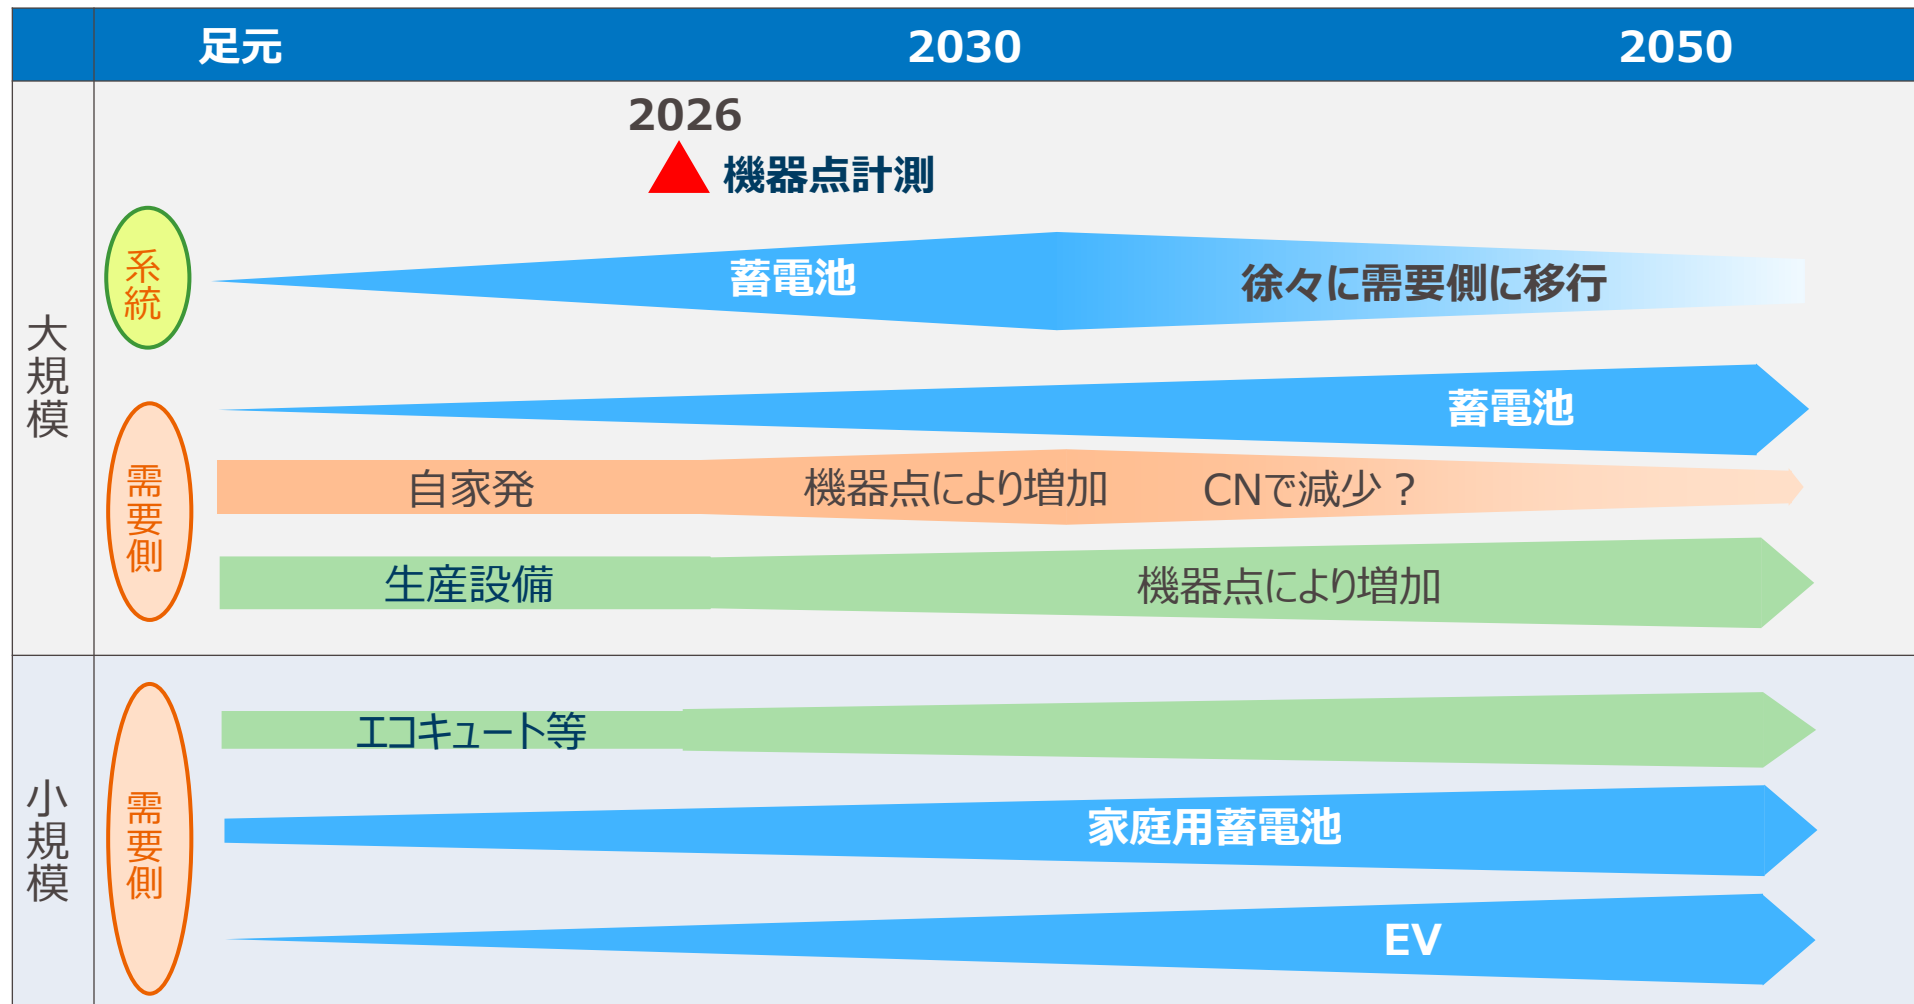 足元 2030 2050
2026
機器点計測
大規模
系統
蓄電池
徐々に需要側に移行
需要側
蓄電池
自家発
機器点により増加
CNで減少？
生産設備
機器点により増加
小規模
需要側
エコキュート等
家庭用蓄電池
EV